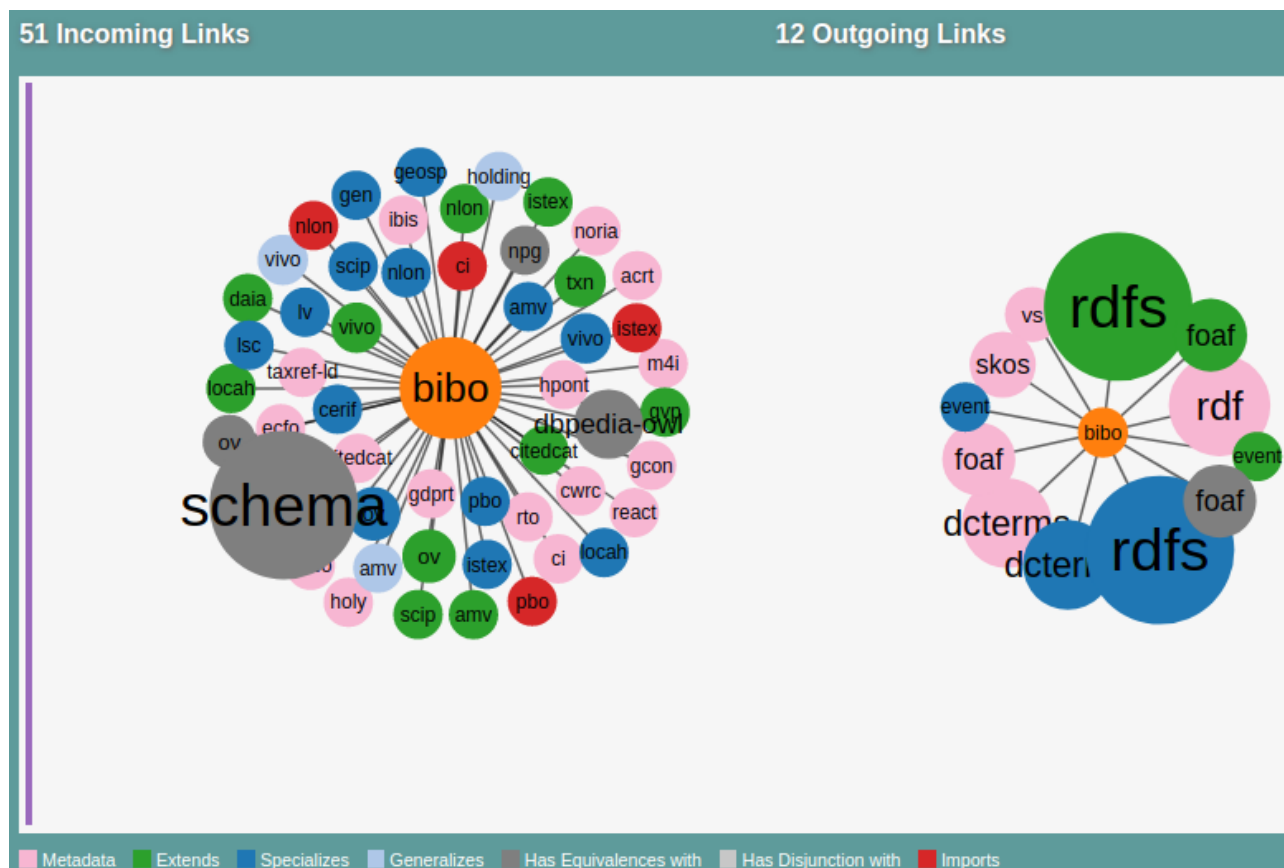 51 Incoming Links
12 Outgoing Links
geosp
holding
gen
istex
nlon
ibis
nlon
noria
npg
vivo
scip
ci
nlon
acrt
txn
daia
amv
lv
vivo
istex
vivo
lsc
m4i
taxref-ld
hpont
locah
bibo
cerif
gvp
dbpedia-owl
ecfo
ov
citedcat
gcon
schema
gdprt
cwrc
pbo
react
rto
ov
locah
ci
istex
amv
holy
pbo
scip
amv
rdfs
vs
foaf
skos
event
rdf
bibo
event
foaf
foaf
dcterms
rdfs
Metadata
Extends
Specializes
Generalizes
Has Equivalences with
Has Disjunction with
Imports